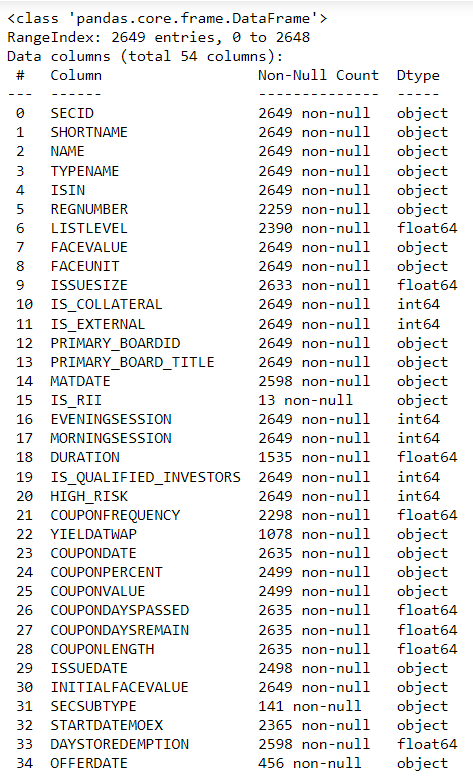 <class 'pandas.core.frame.DataFrame'>
RangeIndex: 2649 entries, 0 to 2648
Data columns (total 54 columns):
 #   Column                  Non-Null Count  Dtype
---  ------                  --------------  -----
 0   SECID                   2649 non-null   object
 1   SHORTNAME               2649 non-null   object
 2   NAME                    2649 non-null   object
 3   TYPENAME                2649 non-null   object
 4   ISIN                    2649 non-null   object
 5   REGNUMBER               2259 non-null   object
 6   LISTLEVEL               2390 non-null   float64
 7   FACEVALUE               2649 non-null   object
 8   FACEUNIT                2649 non-null   object
 9   ISSUESIZE               2633 non-null   float64
 10  IS_COLLATERAL           2649 non-null   int64
 11  IS_EXTERNAL             2649 non-null   int64
 12  PRIMARY_BOARDID         2649 non-null   object
 13  PRIMARY_BOARD_TITLE     2649 non-null   object
 14  MATDATE                 2598 non-null   object
 15  IS_RII                  13 non-null     object
 16  EVENINGSESSION          2649 non-null   int64
 17  MORNINGSESSION          2649 non-null   int64
 18  DURATION                1535 non-null   float64
 19  IS_QUALIFIED_INVESTORS  2649 non-null   int64
 20  HIGH_RISK               2649 non-null   int64
 21  COUPONFREQUENCY         2298 non-null   float64
 22  YIELDATWAP              1078 non-null   object
 23  COUPONDATE              2635 non-null   object
 24  COUPONPERCENT           2499 non-null   object
 25  COUPONVALUE             2499 non-null   object
 26  COUPONDAYSPASSED        2635 non-null   float64
 27  COUPONDAYSREMAIN        2635 non-null   float64
 28  COUPONLENGTH            2635 non-null   float64
 29  ISSUEDATE               2498 non-null   object
 30  INITIALFACEVALUE        2649 non-null   object
 31  SECSUBTYPE              141 non-null    object
 32  STARTDATEMOEX           2365 non-null   object
 33  DAYSTOREDEMPTION        2598 non-null   float64
 34  OFFERDATE               456 non-null    object